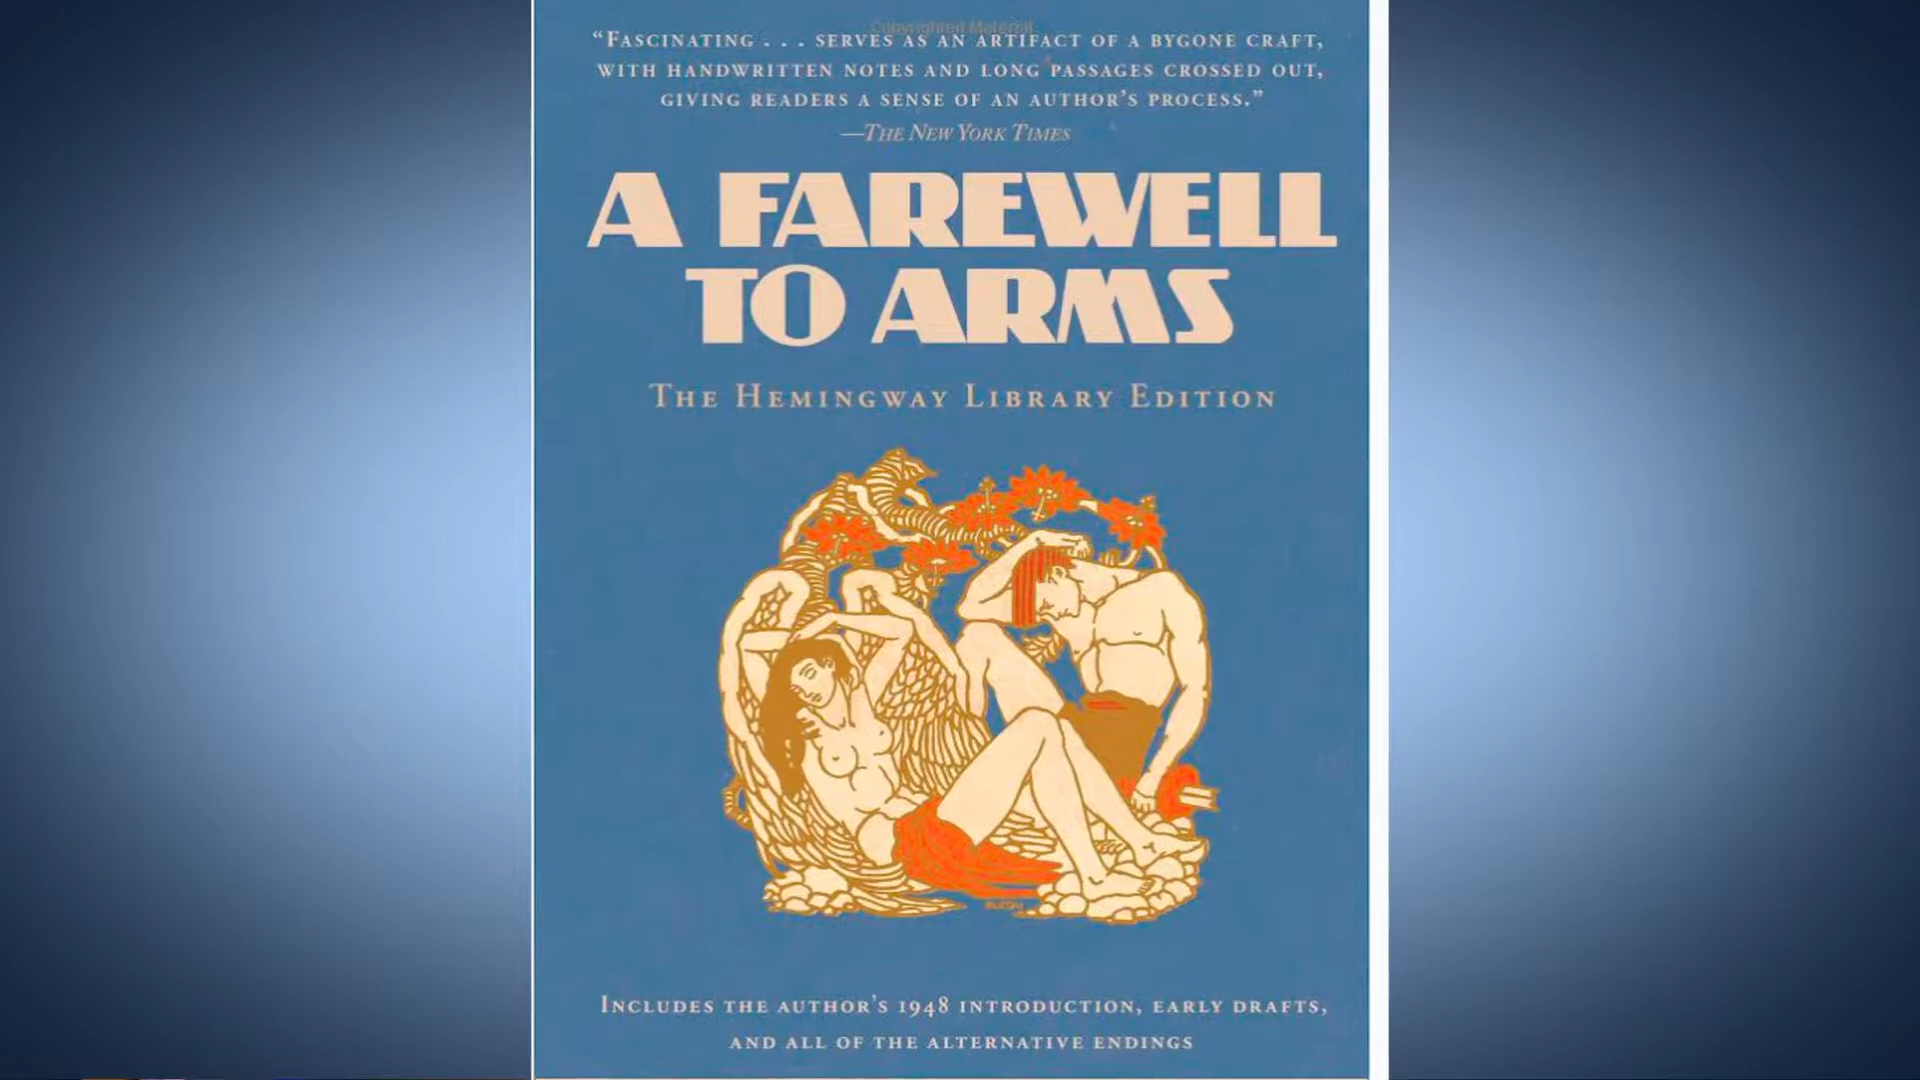 Copyrighted Material
“FASCINATING . . . SERVES AS AN ARTIFACT OF A BYGONE CRAFT,
WITH HANDWRITTEN NOTES AND LONG PASSAGES CROSSED OUT,
GIVING READERS A SENSE OF AN AUTHOR’S PROCESS.”
—THE NEW YORK TIMES
A FAREWELL
TO ARMS
THE HEMINGWAY LIBRARY EDITION
INCLUDES THE AUTHOR’S 1948 INTRODUCTION, EARLY DRAFTS,
AND ALL OF THE ALTERNATIVE ENDINGS